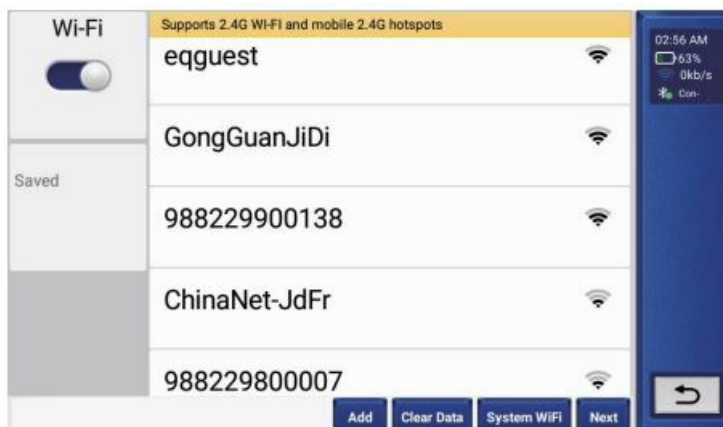 Wi-Fi
Supports 2.4G WI-FI and mobile 2.4G hotspots
eqguest
GongGuanJiDi
Saved
988229900138
ChinaNet-JdFr
988229800007
Add
Clear Data
System WiFi
Next
02:56 AM
63%
0kb/s
Con-